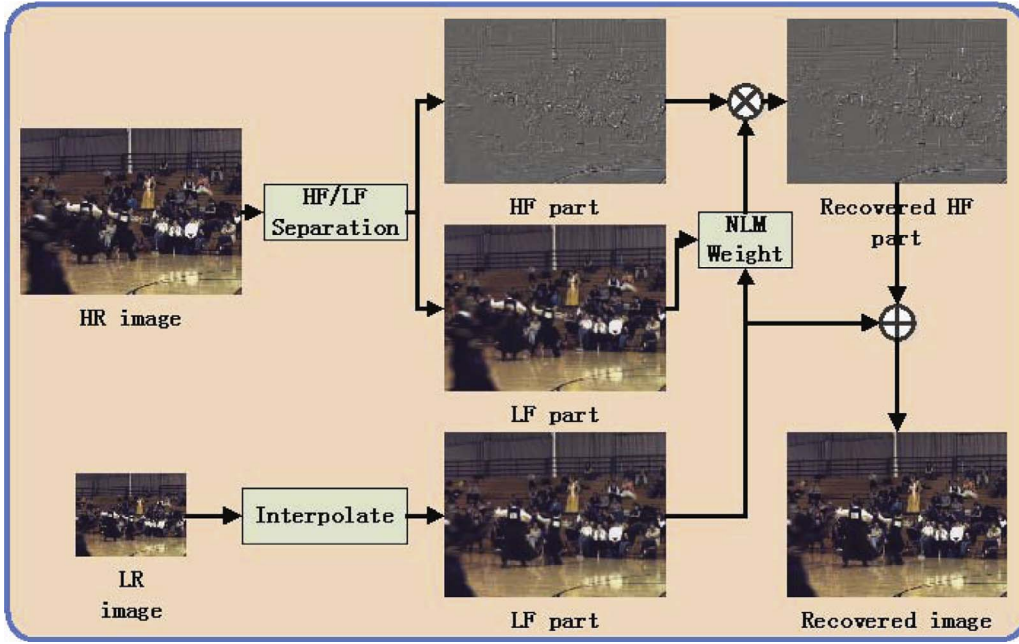 HR image
HF/LF
Separation
HF part
LF part
NLM
Weight
Recovered HF
part
LR
image
Interpolate
LF part
Recovered image